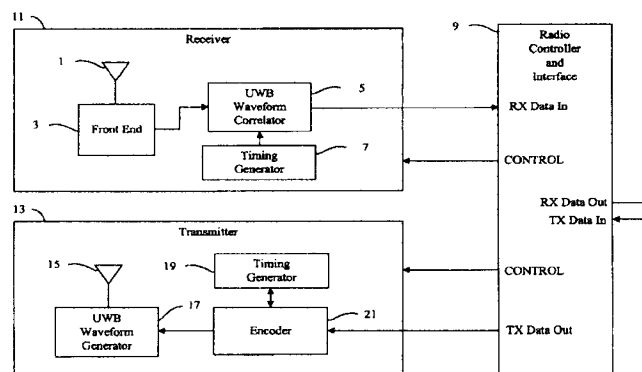 11
Receiver
1
3
Front End
UWB
Waveform
Correlator
5
Timing
Generator
7
9
Radio
Controller
and
Interface
RX Data In
CONTROL
RX Data Out
TX Data In
CONTROL
TX Data Out
13
Transmitter
15
19
Timing
Generator
UWB
Waveform
Generator
17
Encoder
21